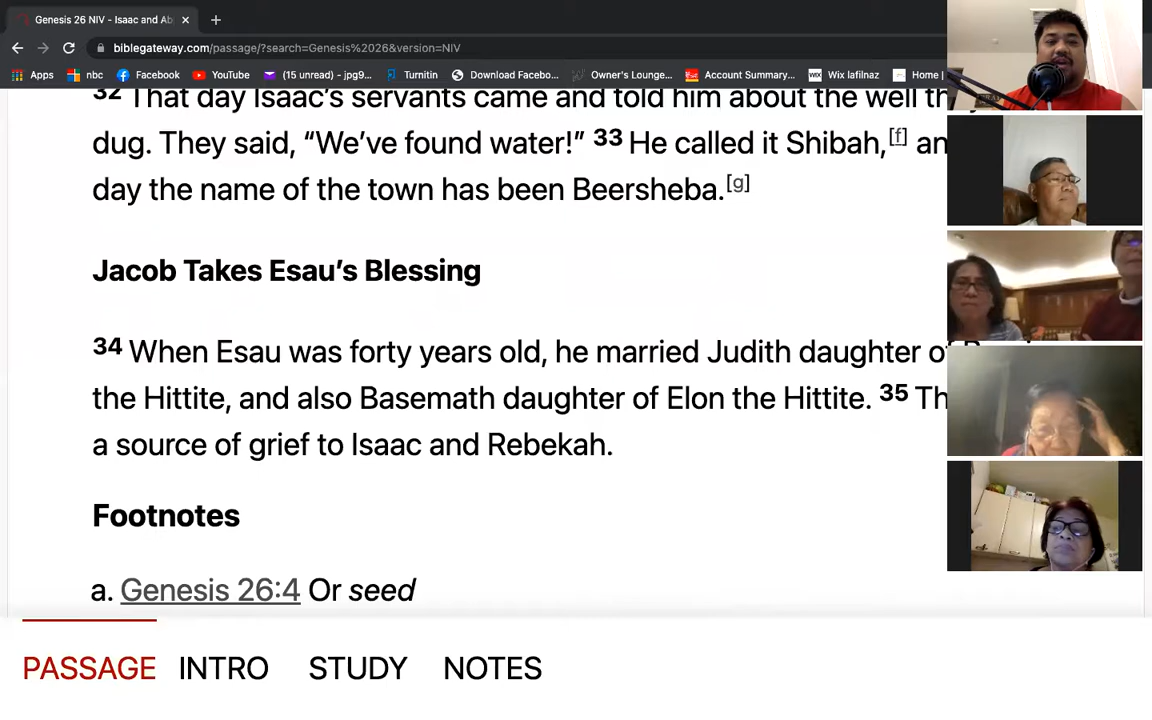 Genesis 26 NIV - Isaac and Ab
biblegateway.com/passage/?search=Genesis%2026&version=NIV
Apps nbc Facebook YouTube (15 unread) - jpg9... Turnitin Download Facebo... Owner's Lounge... Account Summary... Wix lafilnaz Home |
32 That day Isaac's servants came and told him about the well
dug. They said, “We’ve found water!” 33 He called it Shibah,[f] an
day the name of the town has been Beersheba.[g]
Jacob Takes Esau’s Blessing
34 When Esau was forty years old, he married Judith daughter of
the Hittite, and also Basemath daughter of Elon the Hittite. 35 Th
a source of grief to Isaac and Rebekah.
Footnotes
a. Genesis 26:4 Or seed
PASSAGE INTRO STUDY NOTES